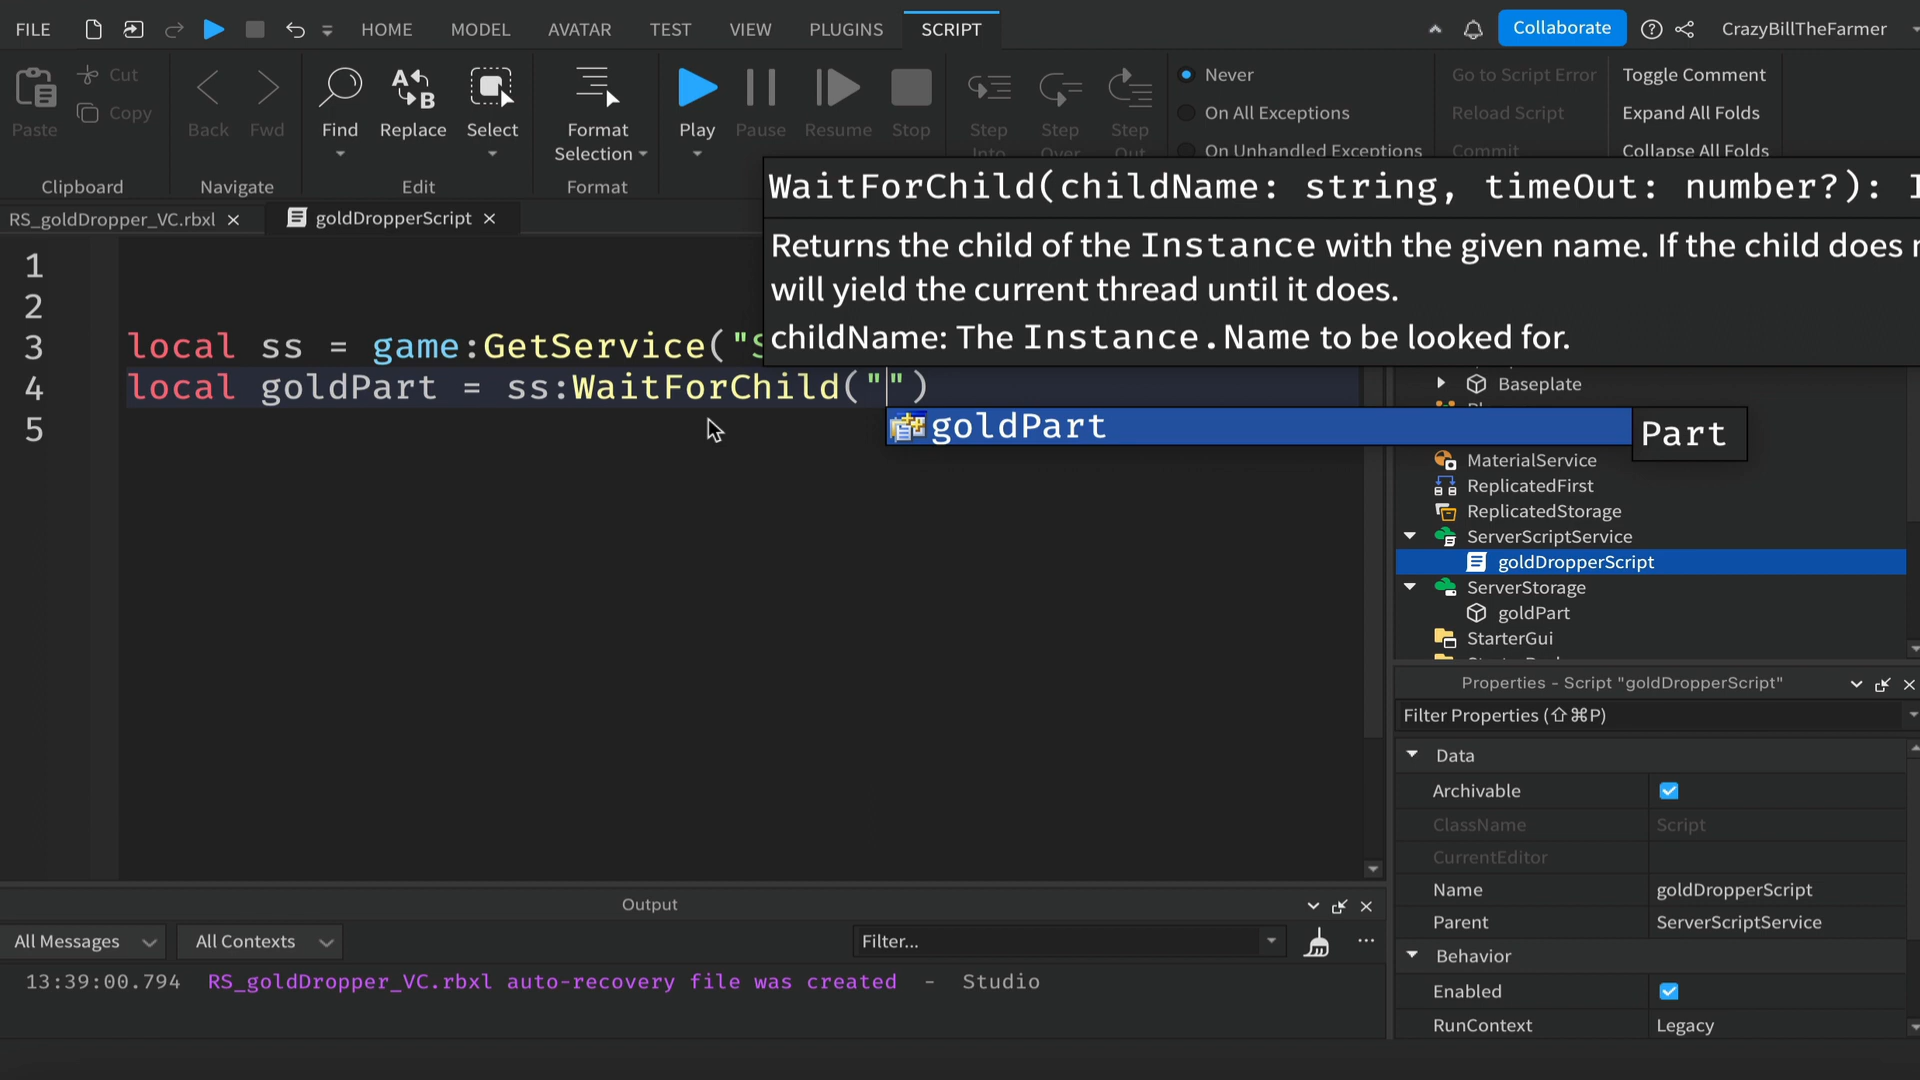 FILE HOME MODEL AVATAR TEST VIEW PLUGINS SCRIPT Collaborate CrazyBillTheFarmer
Paste Cut Copy
Clipboard
Back Fwd
Navigate
Find Replace Select
Edit
Format Selection
Format
Play Pause Resume Stop
Step Into Step Over Step Out
Never
On All Exceptions
On Unhandled Exceptions
Go to Script Error
Reload Script
Commit
Toggle Comment
Expand All Folds
Collapse All Folds
RS_goldDropper_VC.rbxl goldDropperScript
WaitForChild(childName: string, timeOut: number?):
Returns the child of the Instance with the given name. If the child does
will yield the current thread until it does.
childName: The Instance.Name to be looked for.
1
2
3 local ss = game:GetService("S
4 local goldPart = ss:WaitForChild("")
5
goldPart Part
Baseplate
MaterialService
ReplicatedFirst
ReplicatedStorage
ServerScriptService
goldDropperScript
ServerStorage
goldPart
StarterGui
Properties - Script "goldDropperScript"
Filter Properties (⇧⌘P)
Data
Archivable
ClassName Script
CurrentEditor
Name goldDropperScript
Parent ServerScriptService
Behavior
Enabled
RunContext Legacy
Output
All Messages All Contexts Filter...
13:39:00.794 RS_goldDropper_VC.rbxl auto-recovery file was created - Studio